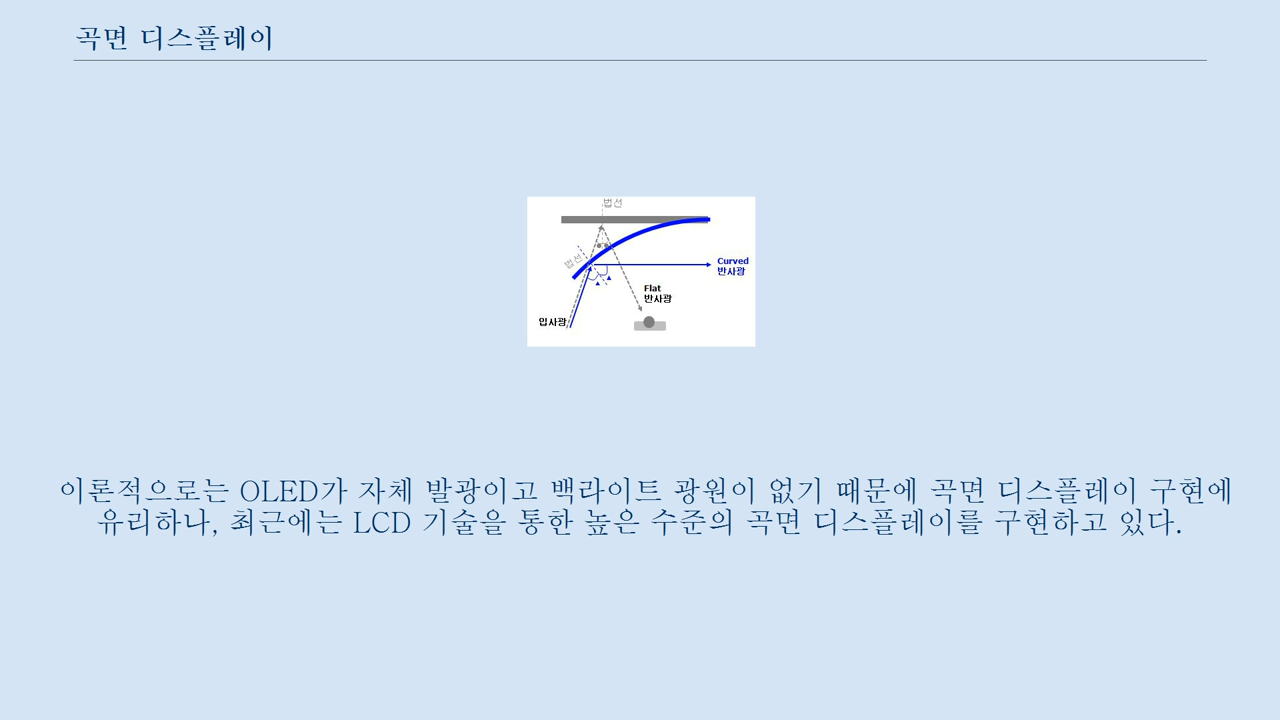 곡면 디스플레이
법선
법선
Curved
반사광
Flat
반사광
입사광
이론적으로는 OLED가 자체 발광이고 백라이트 광원이 없기 때문에 곡면 디스플레이 구현에
유리하나, 최근에는 LCD 기술을 통한 높은 수준의 곡면 디스플레이를 구현하고 있다.